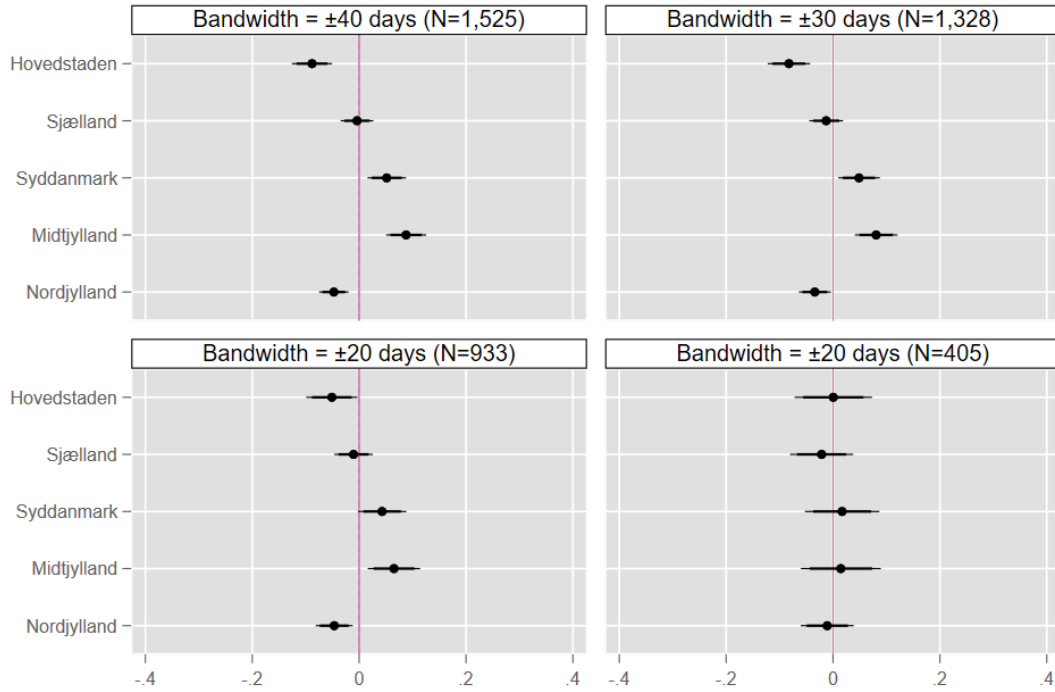 Bandwidth = ±40 days (N=1,525)
Bandwidth = ±30 days (N=1,328)
Hovedstaden
Sjælland
Syddanmark
Midtjylland
Nordjylland
Bandwidth = ±20 days (N=933)
Bandwidth = ±20 days (N=405)
Hovedstaden
Sjælland
Syddanmark
Midtjylland
Nordjylland
-.4 -.2 0 .2 .4 -.4 -.2 0 .2 .4